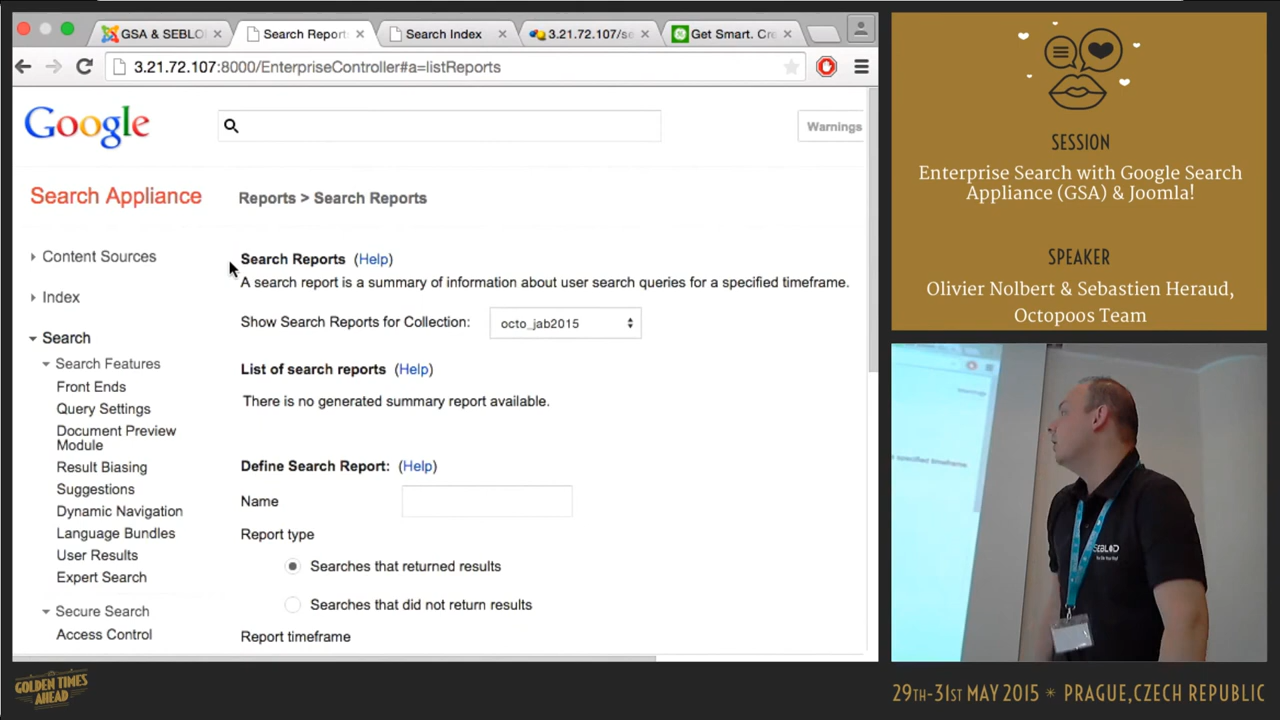 GSA & SEBLO
Search Report
Search Index
3.21.72.107/se
Get Smart. Cre
3.21.72.107:8000/EnterpriseController#a=listReports
Google
Warnings
Search Appliance
Reports > Search Reports
Content Sources
Index
Search
Search Features
Front Ends
Query Settings
Document Preview
Module
Result Biasing
Suggestions
Dynamic Navigation
Language Bundles
User Results
Expert Search
Secure Search
Access Control
Search Reports (Help)
A search report is a summary of information about user search queries for a specified timeframe.
Show Search Reports for Collection:
octo_jab2015
List of search reports (Help)
There is no generated summary report available.
Define Search Report: (Help)
Name
Report type
Searches that returned results
Searches that did not return results
Report timeframe
SESSION
Enterprise Search with Google Search
Appliance (GSA) & Joomla!
SPEAKER
Olivier Nolbert & Sebastien Heraud,
Octopoos Team
Warnings
specified timeframe
SEBLOD
GOLDEN TIMES
AHEAD
29TH-31ST MAY 2015 * PRAGUE,CZECH REPUBLIC